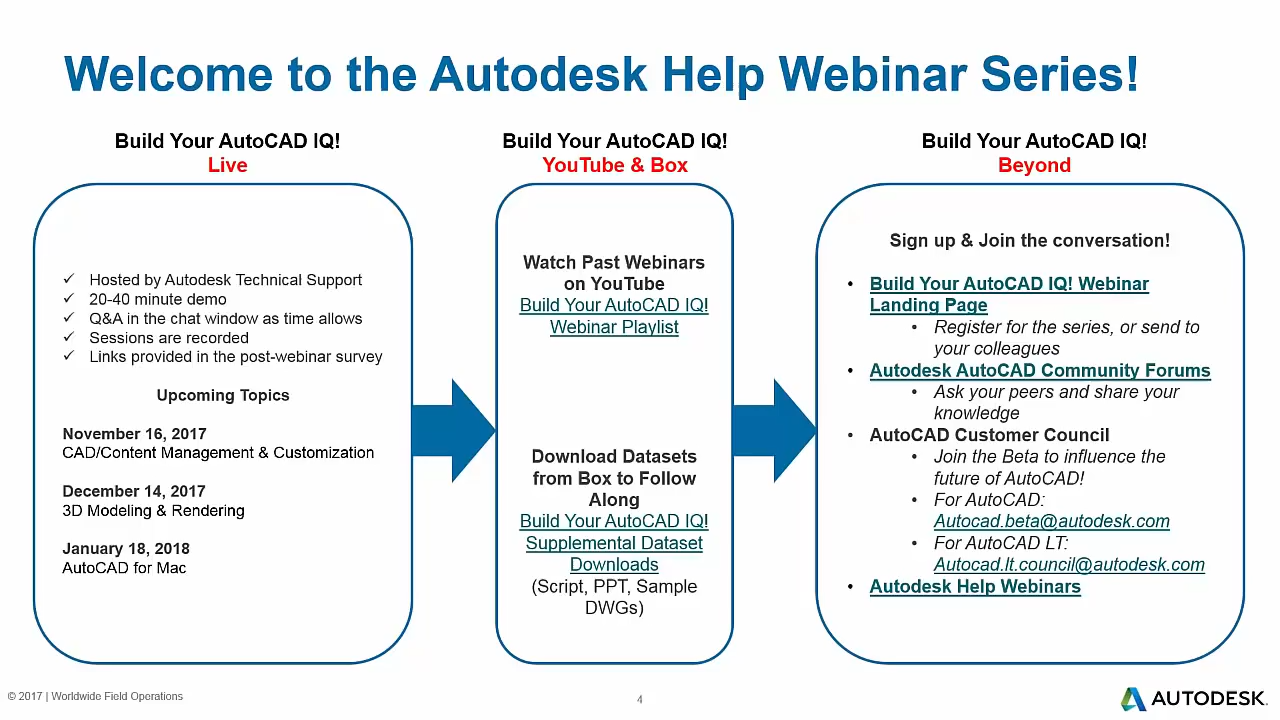 Welcome to the Autodesk Help Webinar Series!
Build Your AutoCAD IQ!
Live
✓ Hosted by Autodesk Technical Support
✓ 20-40 minute demo
✓ Q&A in the chat window as time allows
✓ Sessions are recorded
✓ Links provided in the post-webinar survey
Upcoming Topics
November 16, 2017
CAD/Content Management & Customization
December 14, 2017
3D Modeling & Rendering
January 18, 2018
AutoCAD for Mac
Build Your AutoCAD IQ!
YouTube & Box
Watch Past Webinars
on YouTube
Build Your AutoCAD IQ!
Webinar Playlist
Download Datasets
from Box to Follow
Along
Build Your AutoCAD IQ!
Supplemental Dataset
Downloads
(Script, PPT, Sample
DWGs)
Build Your AutoCAD IQ!
Beyond
Sign up & Join the conversation!
• Build Your AutoCAD IQ! Webinar
Landing Page
• Register for the series, or send to
your colleagues
• Autodesk AutoCAD Community Forums
• Ask your peers and share your
knowledge
• AutoCAD Customer Council
• Join the Beta to influence the
future of AutoCAD!
• For AutoCAD:
Autocad.beta@autodesk.com
• For AutoCAD LT:
Autocad.lt.council@autodesk.com
• Autodesk Help Webinars
© 2017 | Worldwide Field Operations
4
AUTODESK.